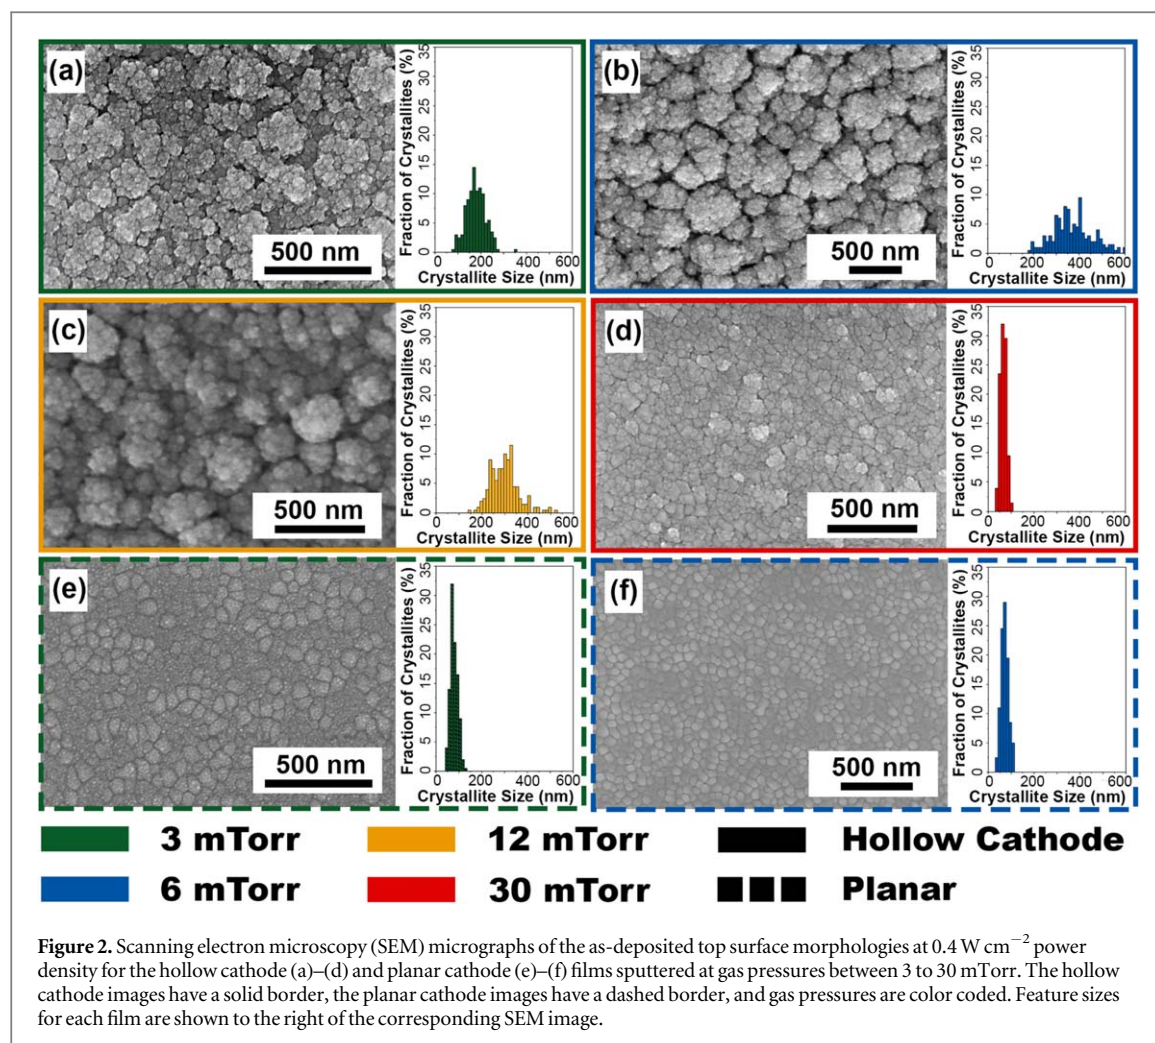 (a)
Fraction of Crystallites (%)
35
30
25
20
15
10
5
0
0 200 400 600
Crystallite Size (nm)
500 nm
(b)
Fraction of Crystallites (%)
35
30
25
20
15
10
5
0
0 200 400 600
Crystallite Size (nm)
500 nm
(c)
Fraction of Crystallites (%)
35
30
25
20
15
10
5
0
0 200 400 600
Crystallite Size (nm)
500 nm
(d)
Fraction of Crystallites (%)
35
30
25
20
15
10
5
0
0 200 400 600
Crystallite Size (nm)
500 nm
(e)
Fraction of Crystallites (%)
35
30
25
20
15
10
5
0
0 200 400 600
Crystallite Size (nm)
500 nm
(f)
Fraction of Crystallites (%)
35
30
25
20
15
10
5
0
0 200 400 600
Crystallite Size (nm)
500 nm
3 mTorr 12 mTorr Hollow Cathode
6 mTorr 30 mTorr Planar
Figure 2. Scanning electron microscopy (SEM) micrographs of the as-deposited top surface morphologies at 0.4 W cm⁻² power
density for the hollow cathode (a)–(d) and planar cathode (e)–(f) films sputtered at gas pressures between 3 to 30 mTorr. The hollow
cathode images have a solid border, the planar cathode images have a dashed border, and gas pressures are color coded. Feature sizes
for each film are shown to the right of the corresponding SEM image.